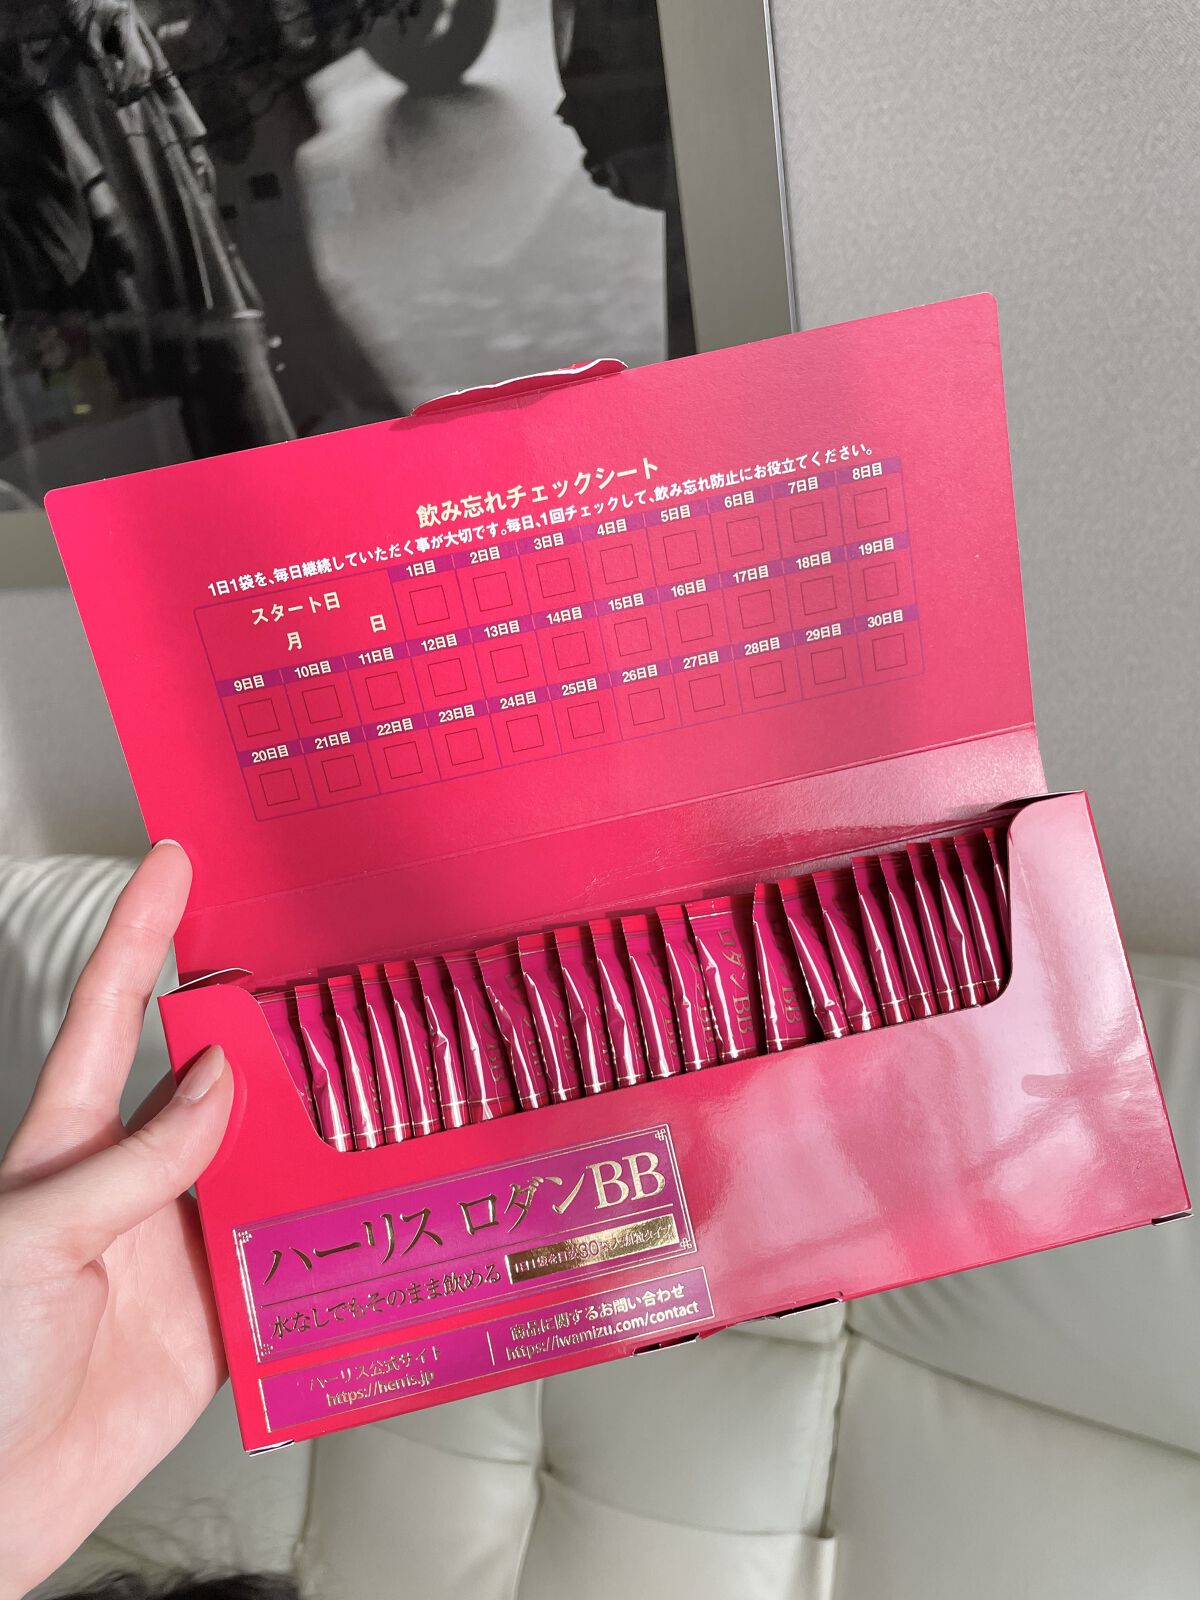 飲み忘れチェックシート
1日1袋を、毎日継続していただく事が大切です。毎日、1回チェックして、飲み忘れ防止にお役立てください。
スタート日
月 日
1日目 2日目 3日目 4日目 5日目 6日目 7日目 8日目
9日目 10日目 11日目 12日目 13日目 14日目 15日目 16日目 17日目 18日目 19日目
20日目 21日目 22日目 23日目 24日目 25日目 26日目 27日目 28日目 29日目 30日目
ロダンBB
ハーリス ロダンBB
水なしでもそのまま飲める
ハーリス公式サイト
https://herris.jp
商品に関するお問い合わせ
https://iwamizu.com/contact